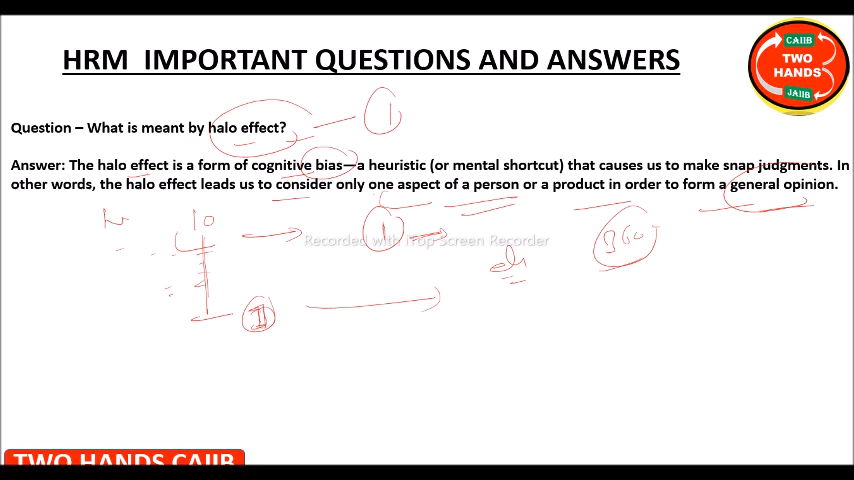 HRM IMPORTANT QUESTIONS AND ANSWERS
CAIIB
TWO
HANDS
JAIIB
Question – What is meant by halo effect?
1
Answer: The halo effect is a form of cognitive bias—a heuristic (or mental shortcut) that causes us to make snap judgments. In
other words, the halo effect leads us to consider only one aspect of a person or a product in order to form a general opinion.
10
1
360
Recorded with iTop Screen Recorder
TWO HANDS CAIIB